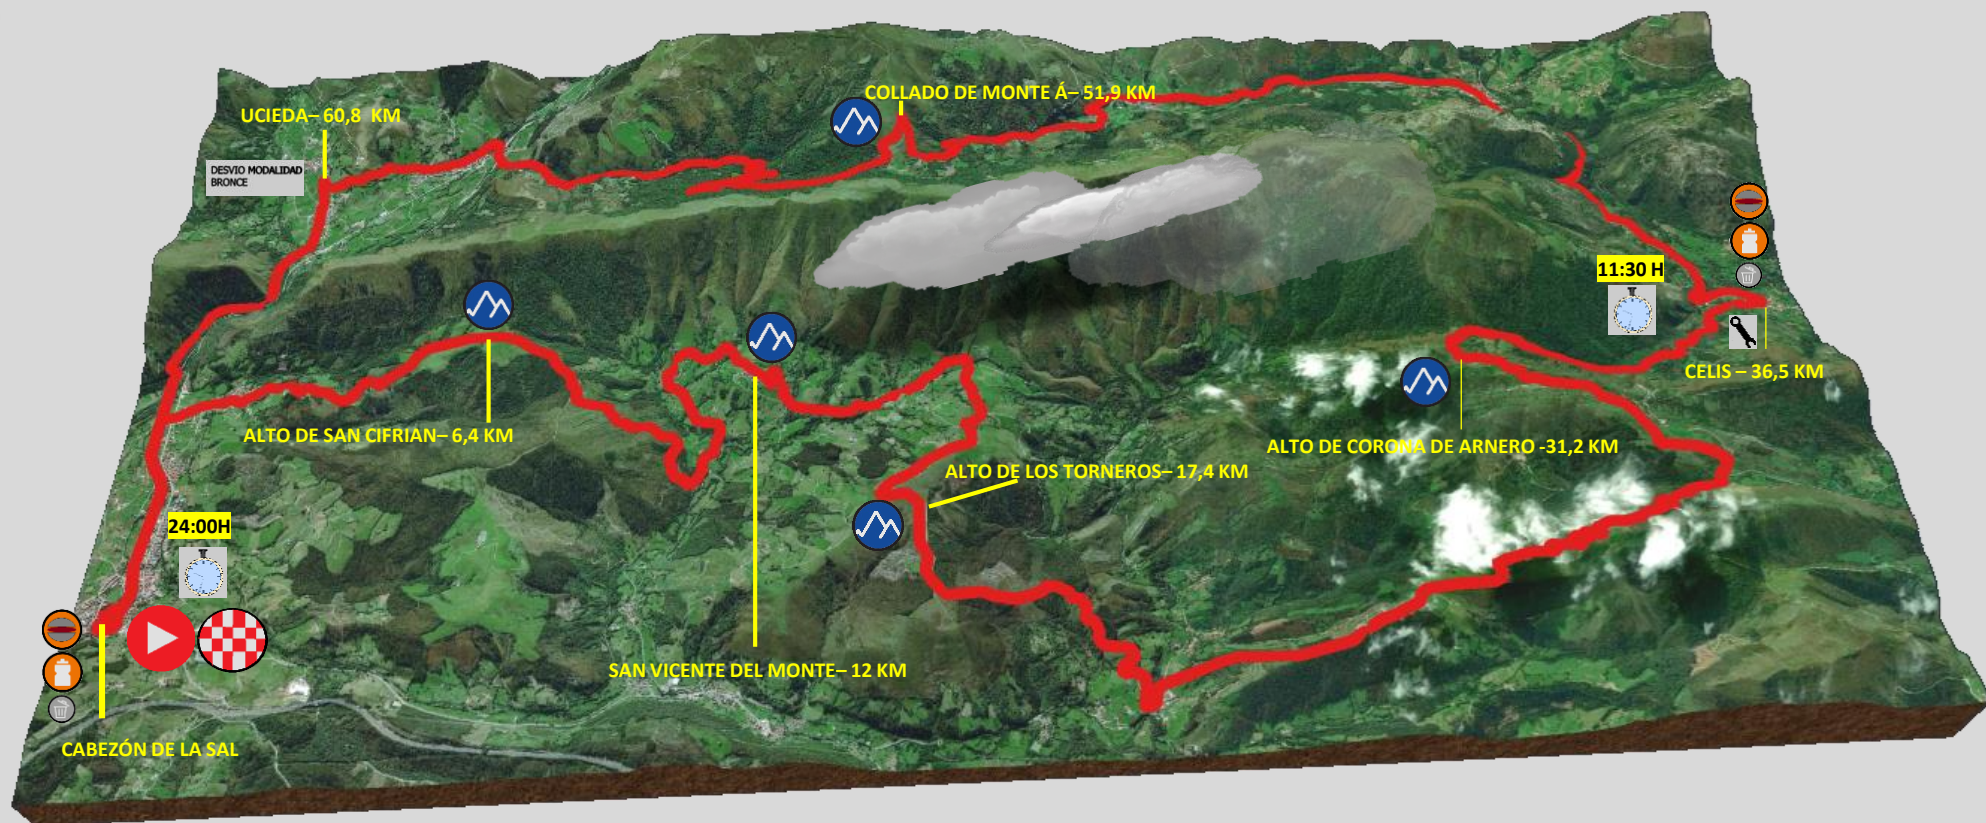 COLLADO DE MONTE Á– 51,9 KM
UCIEDA– 60,8 KM
DESVIO MODALIDAD
BRONCE
11:30 H
CELIS – 36,5 KM
ALTO DE SAN CIFRIAN– 6,4 KM
ALTO DE CORONA DE ARNERO -31,2 KM
ALTO DE LOS TORNEROS– 17,4 KM
24:00H
SAN VICENTE DEL MONTE– 12 KM
CABEZÓN DE LA SAL